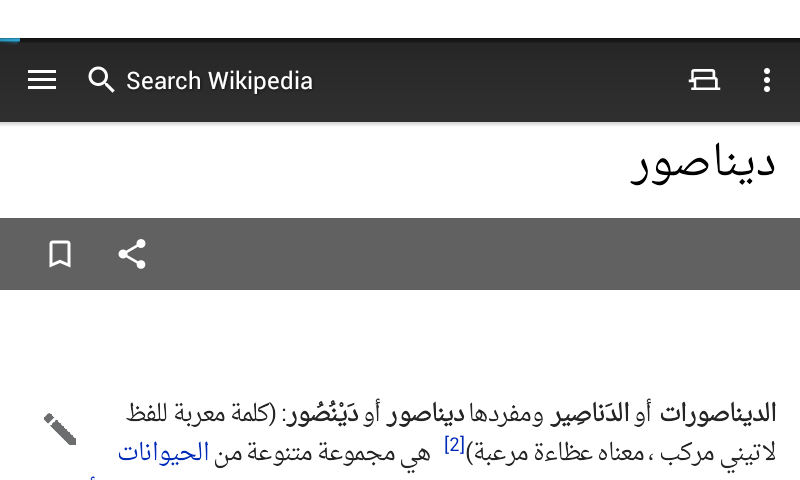 Search Wikipedia
ديناصور
الديناصورات أو الدَناصِير ومفردها ديناصور أو دَيْنُصُور: (كلمة معربة للفظ
لاتيني مركب ، معناه عظاءة مرعبة)[2] هي مجموعة متنوعة من الحيوانات